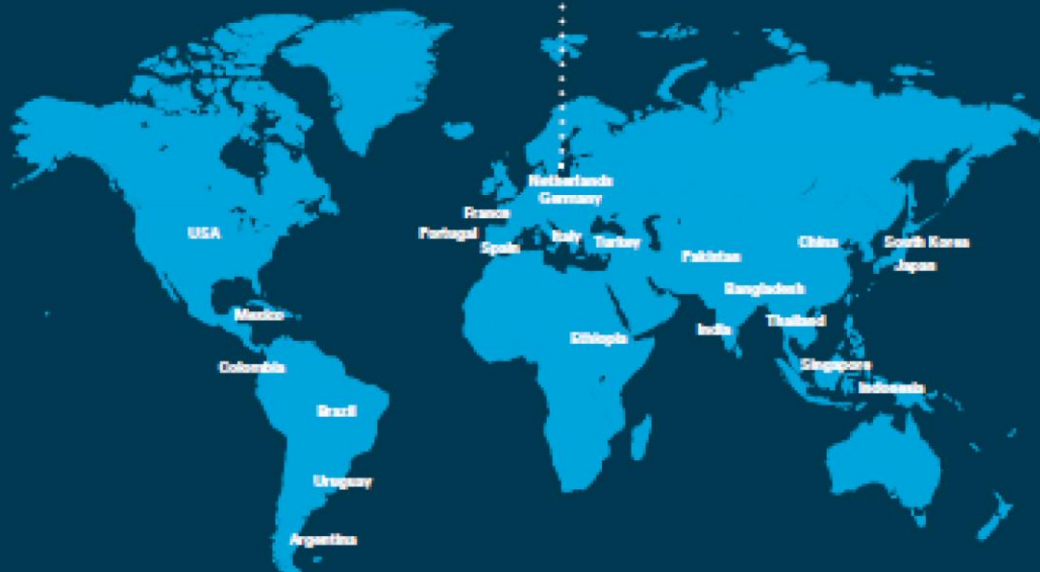 Netherlands
Germany
France
USA
Portugal
Italy
Spain
Turkey
China
South Korea
Pakistan
Japan
Bangladesh
Mexico
Thailand
India
Ethiopia
Colombia
Singapore
Indonesia
Brazil
Uruguay
Argentina